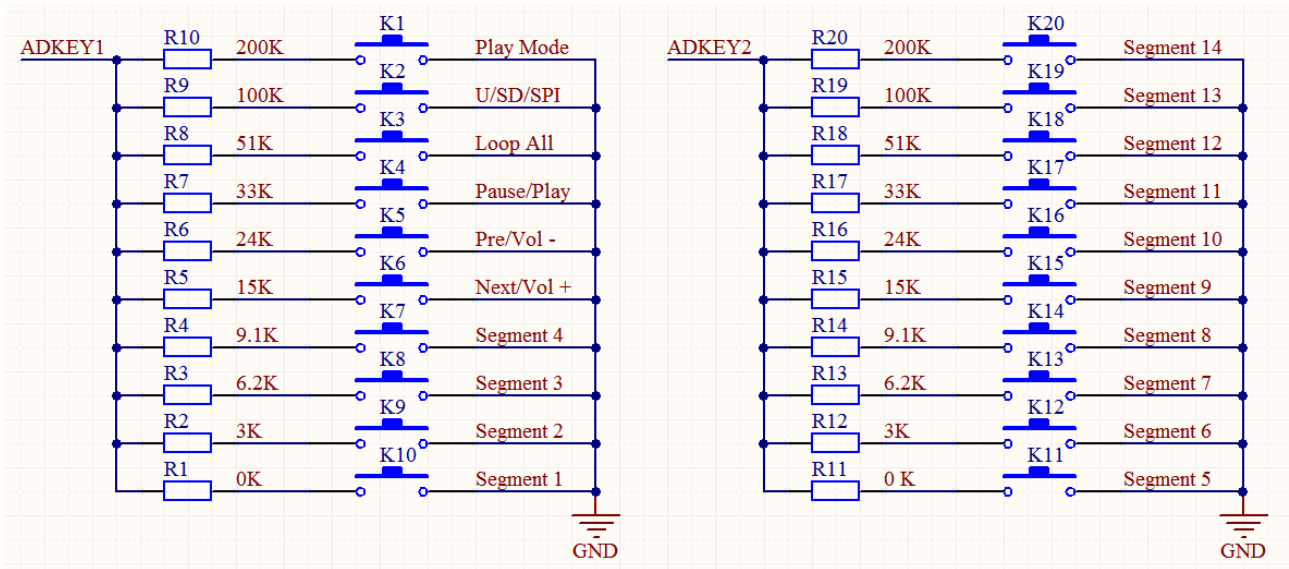 K1 K20
ADKEY1 R10 200K Play Mode ADKEY2 R20 200K Segment 14
K2 K19
R9 100K U/SD/SPI R19 100K Segment 13
K3 K18
R8 51K Loop All R18 51K Segment 12
K4 K17
R7 33K Pause/Play R17 33K Segment 11
K5 K16
R6 24K Pre/Vol - R16 24K Segment 10
K6 K15
R5 15K Next/Vol + R15 15K Segment 9
K7 K14
R4 9.1K Segment 4 R14 9.1K Segment 8
K8 K13
R3 6.2K Segment 3 R13 6.2K Segment 7
K9 K12
R2 3K Segment 2 R12 3K Segment 6
K10 K11
R1 0K Segment 1 R11 0 K Segment 5
GND GND